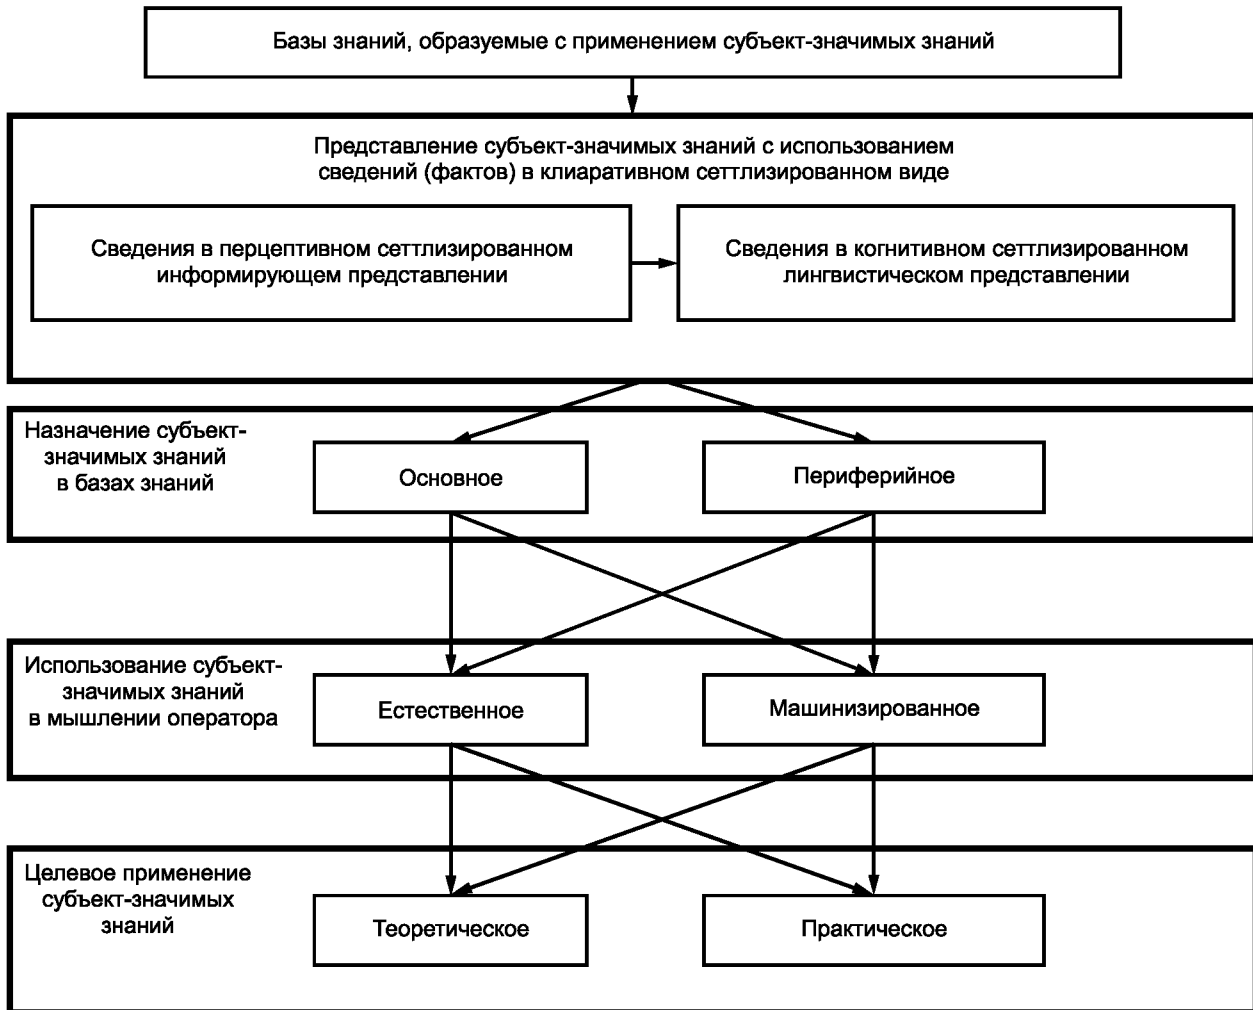 Базы знаний, образуемые с применением субъект-значимых знаний
Представление субъект-значимых знаний с использованием
сведений (фактов) в клиаративном сеттлизированном виде
Сведения в перцептивном сеттлизированном
информирующем представлении
Сведения в когнитивном сеттлизированном
лингвистическом представлении
Назначение субъект-
значимых знаний
в базах знаний
Основное
Периферийное
Использование субъект-
значимых знаний
в мышлении оператора
Естественное
Машинизированное
Целевое применение
субъект-значимых
знаний
Теоретическое
Практическое